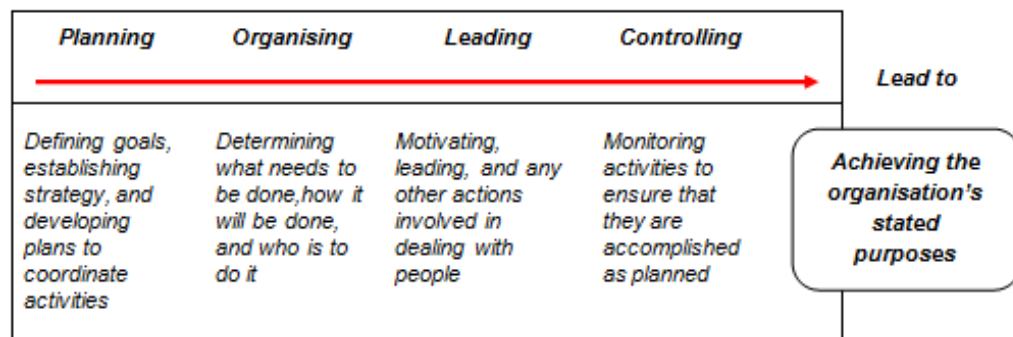 Planning Organising Leading Controlling
Lead to
Defining goals,
establishing
strategy, and
developing
plans to
coordinate
activities
Determining
what needs to
be done,how it
will be done,
and who is to
do it
Motivating,
leading, and any
other actions
involved in
dealing with
people
Monitoring
activities to
ensure that
they are
accomplished
as planned
Achieving the
organisation's
stated
purposes